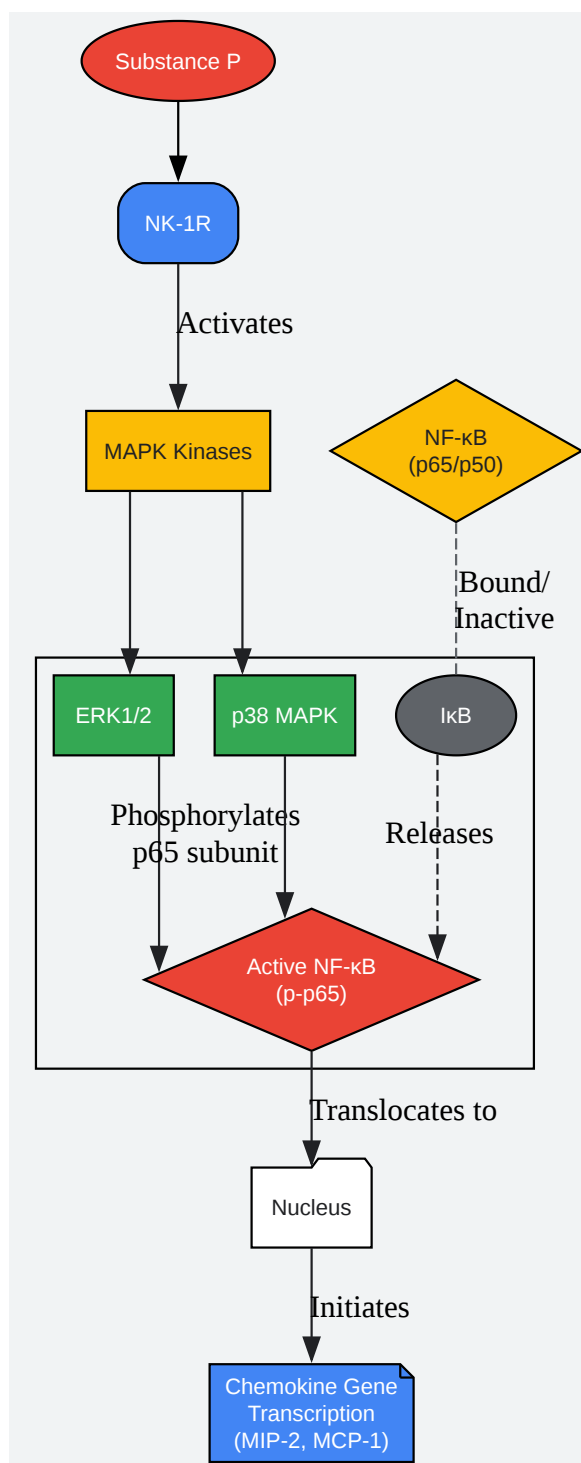 Substance P
NK-1R
Activates
MAPK Kinases
NF-κB
(p65/p50)
Bound/
Inactive
ERK1/2
p38 MAPK
IκB
Phosphorylates
p65 subunit
Releases
Active NF-κB
(p-p65)
Translocates to
Nucleus
Initiates
Chemokine Gene
Transcription
(MIP-2, MCP-1)